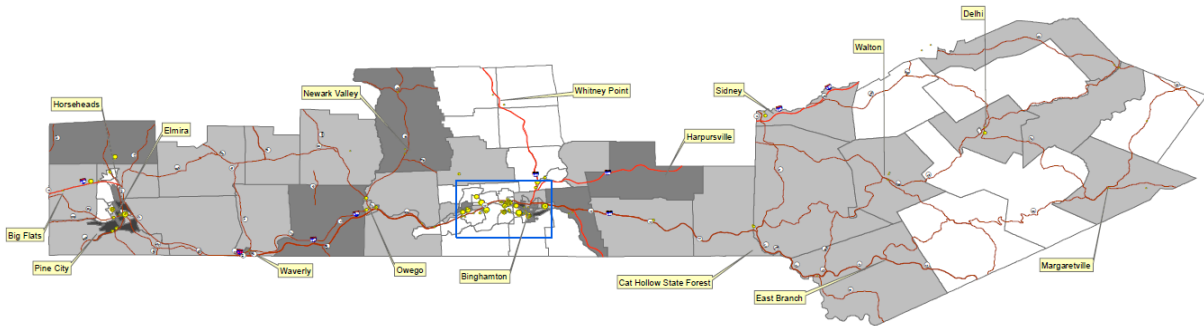 Delhi
Walton
Horseheads
Newark Valley
Whitney Point
Sidney
Elmira
Harpursville
Big Flats
Pine City
Waverly
Owego
Binghamton
Cat Hollow State Forest
East Branch
Margaretville